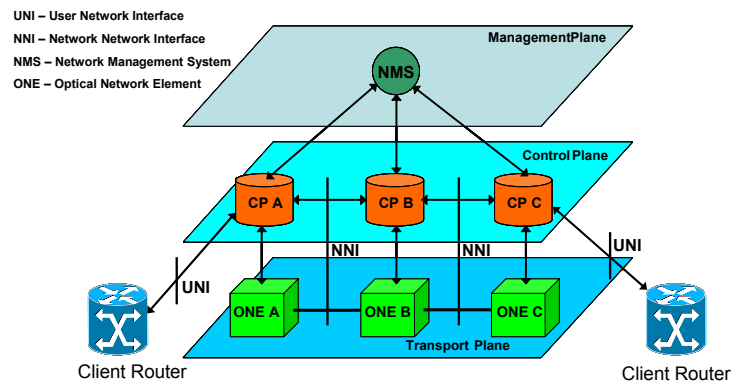 UNI – User Network Interface
NNI – Network Network Interface
NMS – Network Management System
ONE – Optical Network Element
ManagementPlane
NMS
Control Plane
CP A
CP B
CP C
UNI
NNI
NNI
UNI
ONE A
ONE B
ONE C
Transport Plane
Client Router
Client Router